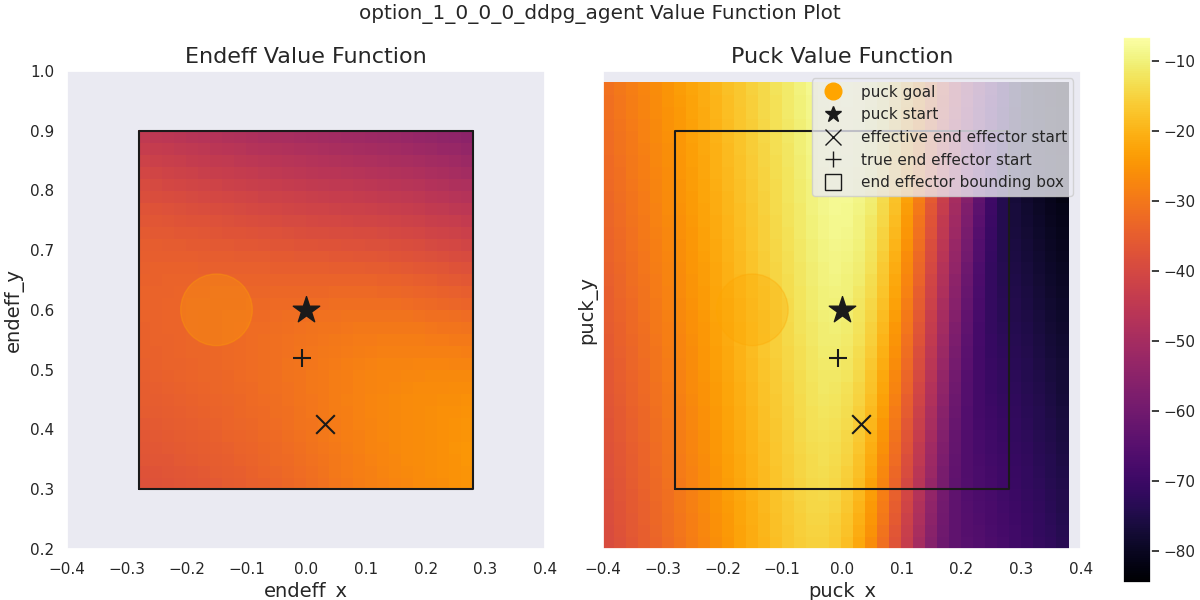 option_1_0_0_0_ddpg_agent Value Function Plot
Endeff Value Function
1.0
0.9
0.8
0.7
0.6
0.5
0.4
0.3
0.2
endeff_y
−0.4 −0.3 −0.2 −0.1 0.0 0.1 0.2 0.3 0.4
endeff_x
Puck Value Function
puck goal
puck start
effective end effector start
true end effector start
end effector bounding box
puck_y
−0.4 −0.3 −0.2 −0.1 0.0 0.1 0.2 0.3 0.4
puck_x
−10
−20
−30
−40
−50
−60
−70
−80